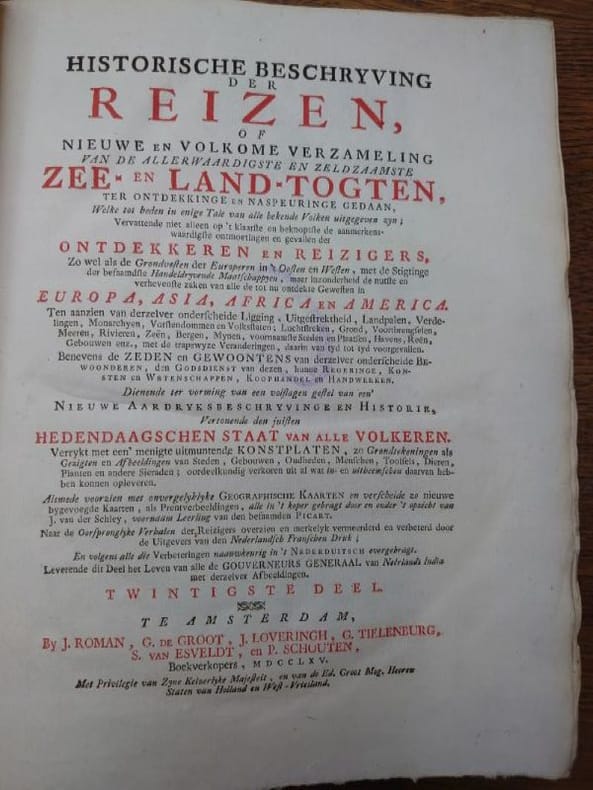 HISTORISCHE BESCHRYVING
DER
REIZEN,
OF
NIEUWE EN VOLKOME VERZAMELING
VAN DE ALLERWAARDIGSTE EN ZELDZAAMSTE
ZEE- EN LAND-TOGTEN,
TER ONTDEKKINGE EN NASPEURINGE GEDAAN,
Welke tot heden in enige Tale van alle bekende Volken uitgegeven zyn;
Vervattende niet alleen op 't klaarste en beknopste de aanmerkens-
waardigste ontmoetingen en gevallen der
ONTDEKKEREN EN REIZIGERS,
Zo wel als de Grondvesten der Europeren in 't Oosten en Westen, met de Stigtinge
der befaamdste Handeldryvende Maatschappyen, maer inzonderheid de nutste en
verhevenste zaken van alle de tot nu ontdekte Gewesten in
EUROPA, ASIA, AFRICA EN AMERICA.
Ten aanzien van derzelver onderscheide Ligging, Uitgestrektheid, Landpalen, Verde-
lingen, Monarchyen, Vorstendommen en Volkstaten; Luchtstreken, Grond, Voortbrengselen,
Meeren, Rivieren, Zeën, Bergen, Mynen, voornaamste Steden en Plaatsen, Havens, Reën,
Gebouwen enz., met de trapswyze Veranderingen, daarin van tyd tot tyd voorgevallen.
Benevens de ZEDEN en GEWOONTENS van derzelver onderscheide BE-
WOONDEREN, den GODSDIENST van dezen, hunne REGERINGE, KON-
STEN en WETENSCHAPPEN, KOOPHANDEL en HANDWERKEN.
Dienende ter vorming van een volslagen gestel van een'
NIEUWE AARDRYKSBESCHRYVINGE EN HISTORIE,
Vertonende den juisten
HEDENDAAGSCHEN STAAT VAN ALLE VOLKEREN.
Verrykt met een' menigte uitmuntende KONSTPLATEN, zo Grondtekeningen als
Gezigten en Afbeeldingen van Steden, Gebouwen, Oudheden, Menschen, Tooisels, Dieren,
Planten en andere Sieraden; oordeelkundig verkoren uit al wat in- en uitheemschen daarvan heb-
ben konnen opleveren.
Alsmede voorzien met onvergelyklyke GEOGRAPHISCHE KAARTEN en verscheide zo nieuwe
bygevoegde Kaarten, als Prentverbeeldingen, alle in 't koper gebragt door en onder 't opzicht van
J. van der Schley, voornaam Leerling van den befaamden PICART.
Naar de Oorspronglyke Verhalen der Reizigers overzien en merkelyk vermeerderd en verbeterd door
de Uitgevers van den Nederlandsch Franschen Druk;
En volgens alle die Verbeteringen naauwkeurig in 't NEDERDUITSCH overgebragt.
Leverende dit Deel het Leven van alle de GOUVERNEURS GENERAAL van Neêrlands India
met derzelver Afbeeldingen.
TWINTIGSTE DEEL.
TE AMSTERDAM,
By J. ROMAN, G. DE GROOT, J. LOVERINGH, G. TIELENBURG,
S. VAN ESVELDT, en P. SCHOUTEN,
Boekverkopers, MDCCLXV.
Met Privilegie van Zyne Keizerlyke Majesteit, en van de Ed. Groot Mog. Heeren
Staten van Holland en West-Vriesland.